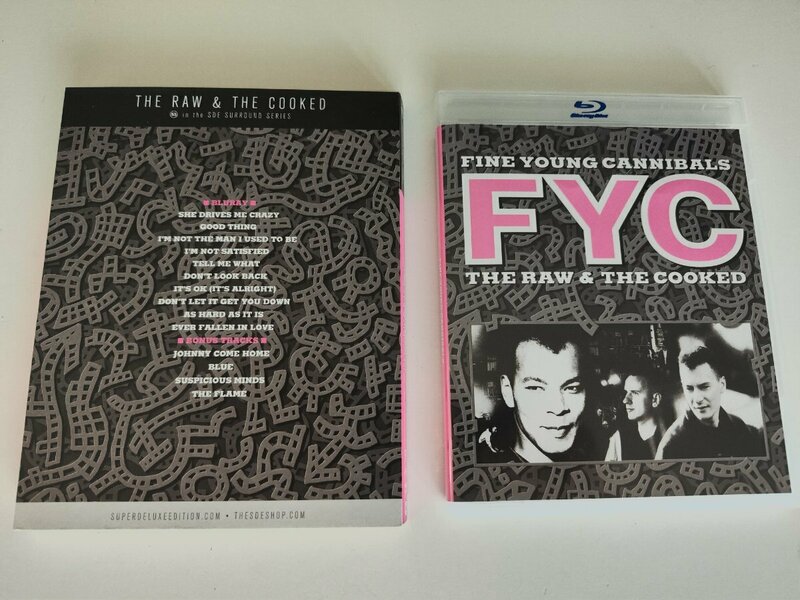 THE RAW & THE COOKED
in the SDE SURROUND SERIES
BLURAY
SHE DRIVES ME CRAZY
GOOD THING
I'M NOT THE MAN I USED TO BE
I'M NOT SATISFIED
TELL ME WHAT
DON'T LOOK BACK
IT'S OK (IT'S ALRIGHT)
DON'T LET IT GET YOU DOWN
AS HARD AS IT IS
EVER FALLEN IN LOVE
BONUS TRACKS
JOHNNY COME HOME
BLUE
SUSPICIOUS MINDS
THE FLAME
SUPERDELUXEEDITION.COM • THESDESHOP.COM
Blu-ray Disc
FINE YOUNG CANNIBALS
FYC
THE RAW & THE COOKED